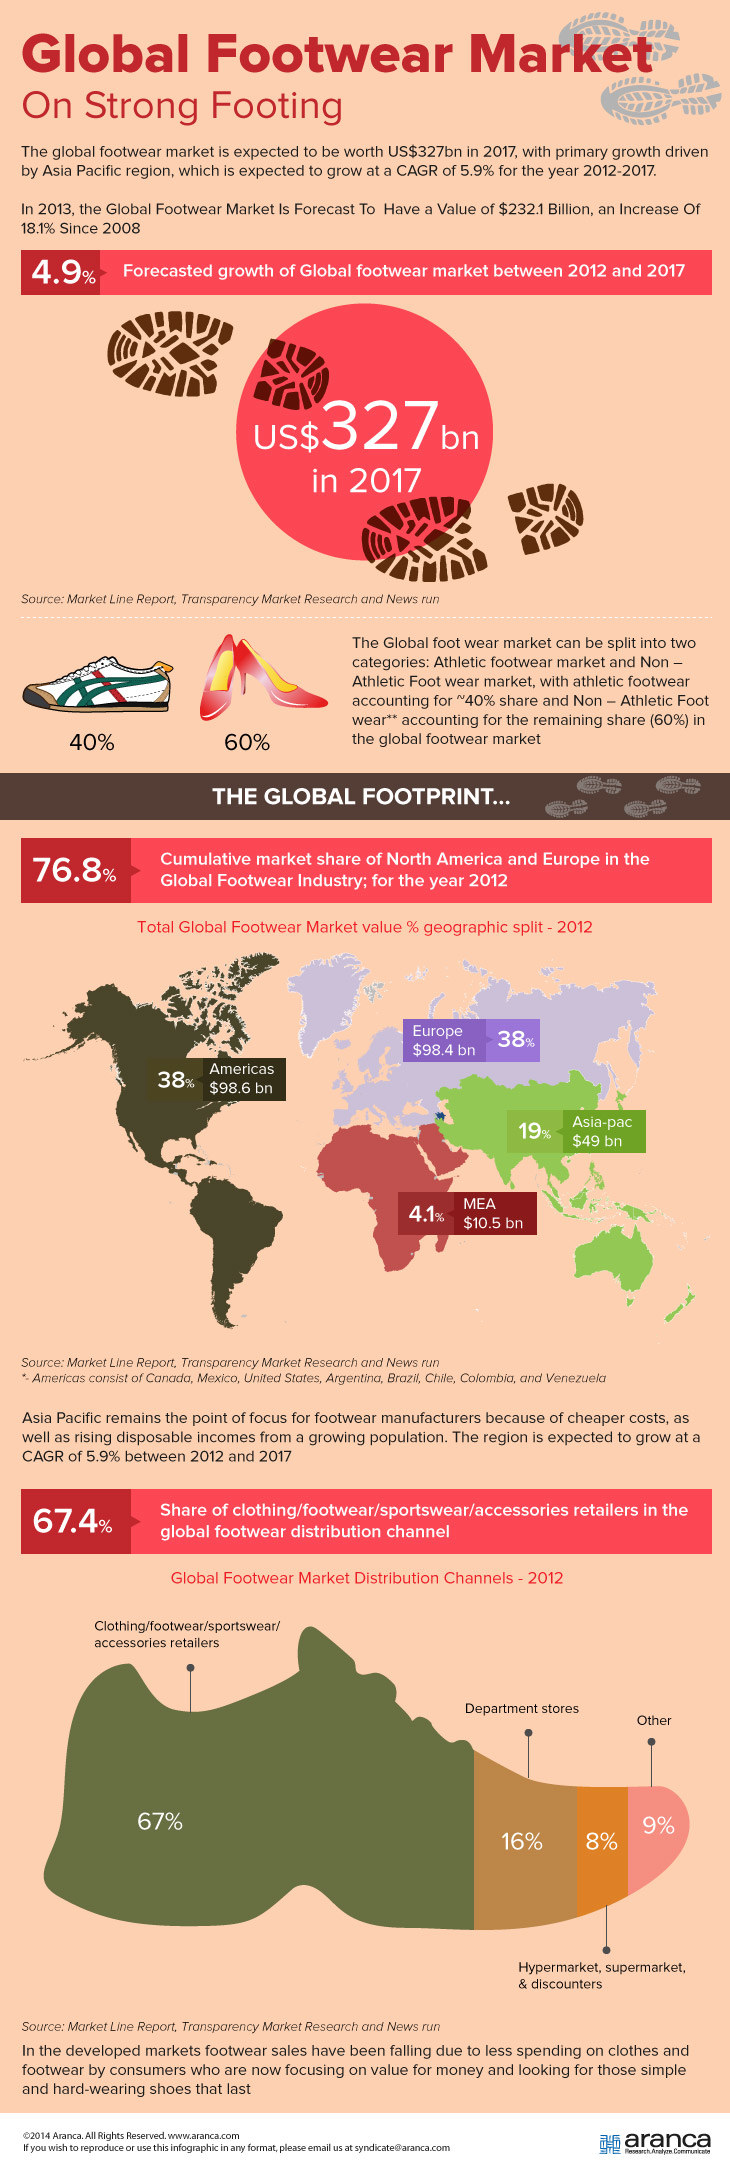 Global Footwear Market
On Strong Footing
The global footwear market is expected to be worth US$327bn in 2017, with primary growth driven
by Asia Pacific region, which is expected to grow at a CAGR of 5.9% for the year 2012-2017.
In 2013, the Global Footwear Market Is Forecast To Have a Value of $232.1 Billion, an Increase Of
18.1% Since 2008
4.9% Forecasted growth of Global footwear market between 2012 and 2017
US$327bn
in 2017
Source: Market Line Report, Transparency Market Research and News run
40%
60%
The Global foot wear market can be split into two
categories: Athletic footwear market and Non –
Athletic Foot wear market, with athletic footwear
accounting for ~40% share and Non – Athletic Foot
wear** accounting for the remaining share (60%) in
the global footwear market
THE GLOBAL FOOTPRINT...
76.8%
Cumulative market share of North America and Europe in the
Global Footwear Industry; for the year 2012
Total Global Footwear Market value % geographic split - 2012
Europe
$98.4 bn
38%
38%
Americas
$98.6 bn
19%
Asia-pac
$49 bn
4.1%
MEA
$10.5 bn
Source: Market Line Report, Transparency Market Research and News run
*- Americas consist of Canada, Mexico, United States, Argentina, Brazil, Chile, Colombia, and Venezuela
Asia Pacific remains the point of focus for footwear manufacturers because of cheaper costs, as
well as rising disposable incomes from a growing population. The region is expected to grow at a
CAGR of 5.9% between 2012 and 2017
67.4%
Share of clothing/footwear/sportswear/accessories retailers in the
global footwear distribution channel
Global Footwear Market Distribution Channels - 2012
Clothing/footwear/sportswear/
accessories retailers
Department stores
Other
67%
16%
8%
9%
Hypermarket, supermarket,
& discounters
Source: Market Line Report, Transparency Market Research and News run
In the developed markets footwear sales have been falling due to less spending on clothes and
footwear by consumers who are now focusing on value for money and looking for those simple
and hard-wearing shoes that last
©2014 Aranca. All Rights Reserved. www.aranca.com
If you wish to reproduce or use this infographic in any format, please email us at syndicate@aranca.com
aranca
Research.Analyze.Communicate